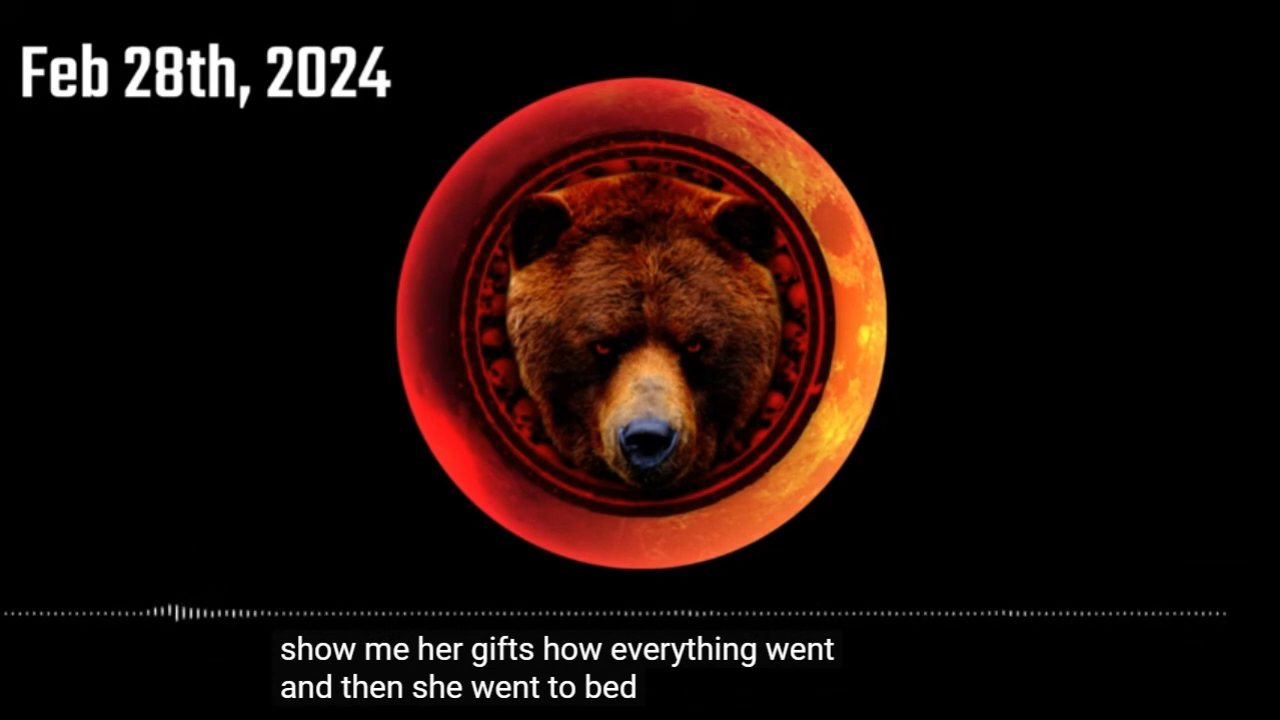 Feb 28th, 2024
show me her gifts how everything went
and then she went to bed